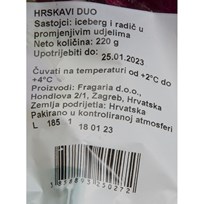 HRSKAVI DUO
Sastojci: iceberg i radič u
promjenjivim udjelima
Neto količina: 220 g
Upotrijebiti do: 25.01.2023
Čuvati na temperaturi od +2°C do
+4°C
Proizvod: Fragaria d.o.o.,
Hondlova 2/1, Zagreb, Hrvatska
Zemlja podrijetla: Hrvatska
Pakirano u kontroliranoj atmosferi
L 185 1 18 01 23